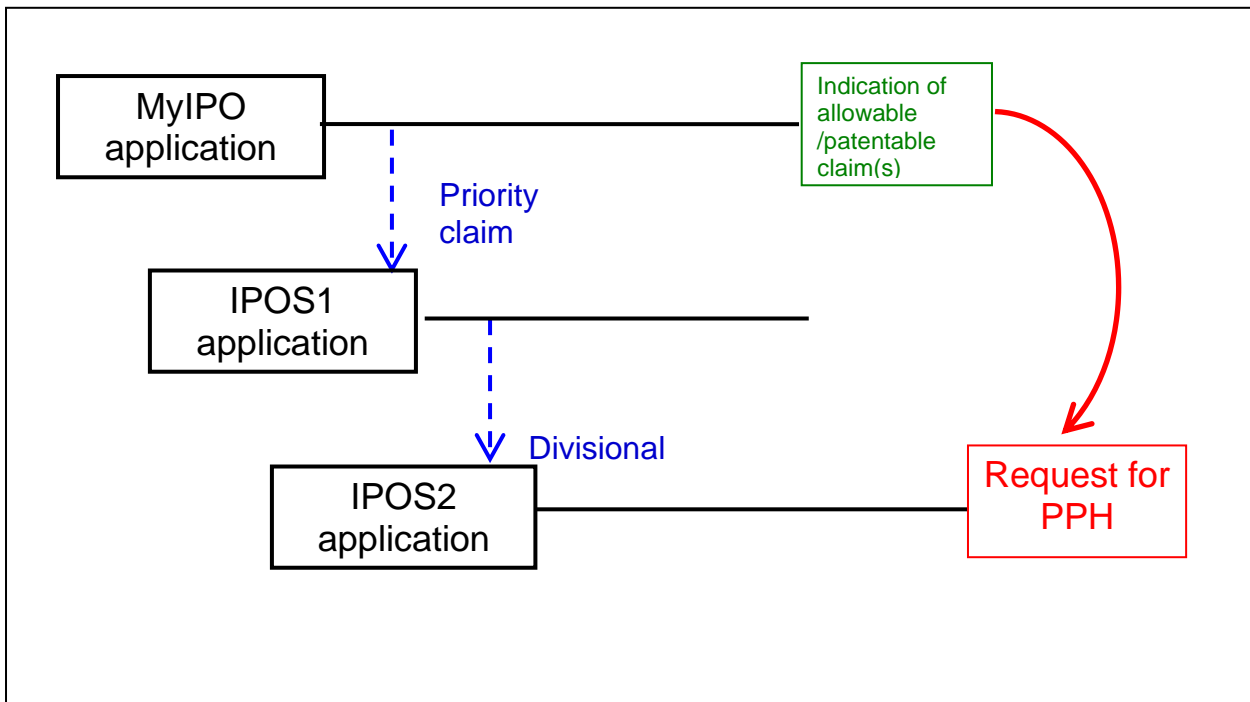 MyIPO
application
Indication of
allowable
/patentable
claim(s)
Priority
claim
IPOS1
application
Divisional
IPOS2
application
Request for
PPH